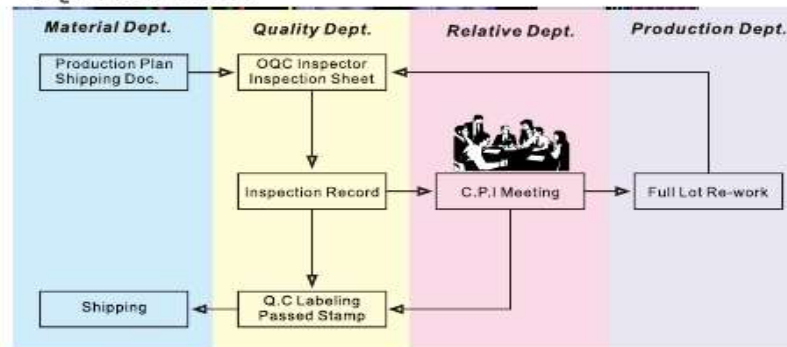 Material Dept.
Quality Dept.
Relative Dept.
Production Dept.
Production Plan
Shipping Doc.
OQC Inspector
Inspection Sheet
Inspection Record
C.P.I Meeting
Full Lot Re-work
Shipping
Q.C Labeling
Passed Stamp